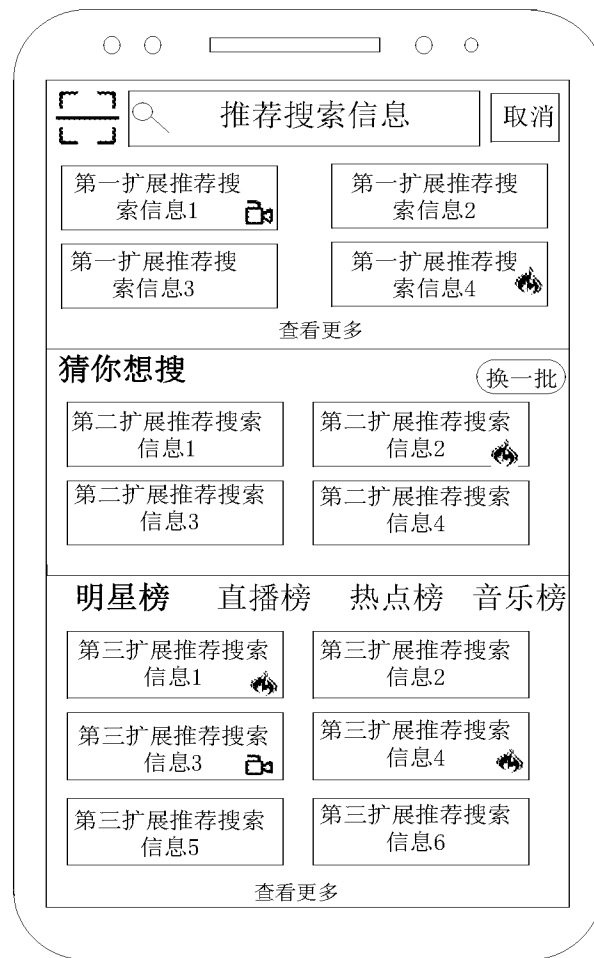 推荐搜索信息
取消
第一扩展推荐搜
索信息1
第一扩展推荐搜
索信息2
第一扩展推荐搜
索信息3
第一扩展推荐搜
索信息4
查看更多
猜你想搜
换一批
第二扩展推荐搜索
信息1
第二扩展推荐搜索
信息2
第二扩展推荐搜索
信息3
第二扩展推荐搜索
信息4
明星榜 直播榜 热点榜 音乐榜
第三扩展推荐搜索
信息1
第三扩展推荐搜索
信息2
第三扩展推荐搜索
信息3
第三扩展推荐搜索
信息4
第三扩展推荐搜索
信息5
第三扩展推荐搜索
信息6
查看更多